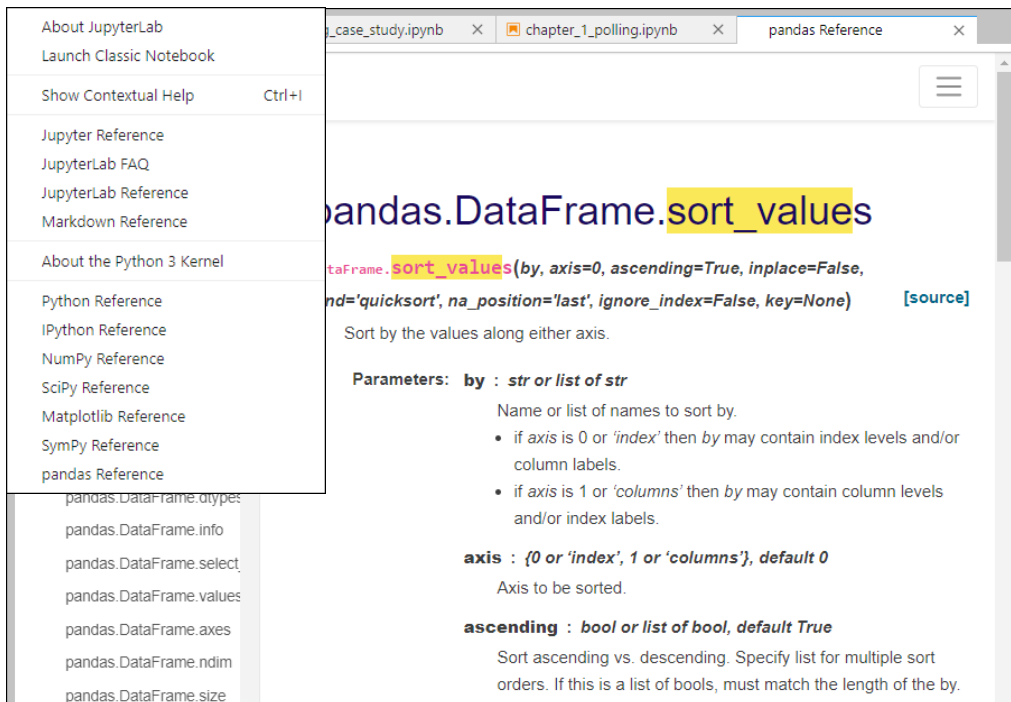 About JupyterLab
Launch Classic Notebook
Show Contextual Help Ctrl+I
Jupyter Reference
JupyterLab FAQ
JupyterLab Reference
Markdown Reference
About the Python 3 Kernel
Python Reference
IPython Reference
NumPy Reference
SciPy Reference
Matplotlib Reference
SymPy Reference
pandas Reference
pandas.DataFrame.dtypes
pandas.DataFrame.info
pandas.DataFrame.select_
pandas.DataFrame.values
pandas.DataFrame.axes
pandas.DataFrame.ndim
pandas.DataFrame.size
g_case_study.ipynb
chapter_1_polling.ipynb
pandas Reference
pandas.DataFrame.sort_values
taFrame.sort_values(by, axis=0, ascending=True, inplace=False,
nd='quicksort', na_position='last', ignore_index=False, key=None) [source]
Sort by the values along either axis.
Parameters: by : str or list of str
Name or list of names to sort by.
• if axis is 0 or ‘index’ then by may contain index levels and/or
column labels.
• if axis is 1 or ‘columns’ then by may contain column levels
and/or index labels.
axis : {0 or ‘index’, 1 or ‘columns’}, default 0
Axis to be sorted.
ascending : bool or list of bool, default True
Sort ascending vs. descending. Specify list for multiple sort
orders. If this is a list of bools, must match the length of the by.